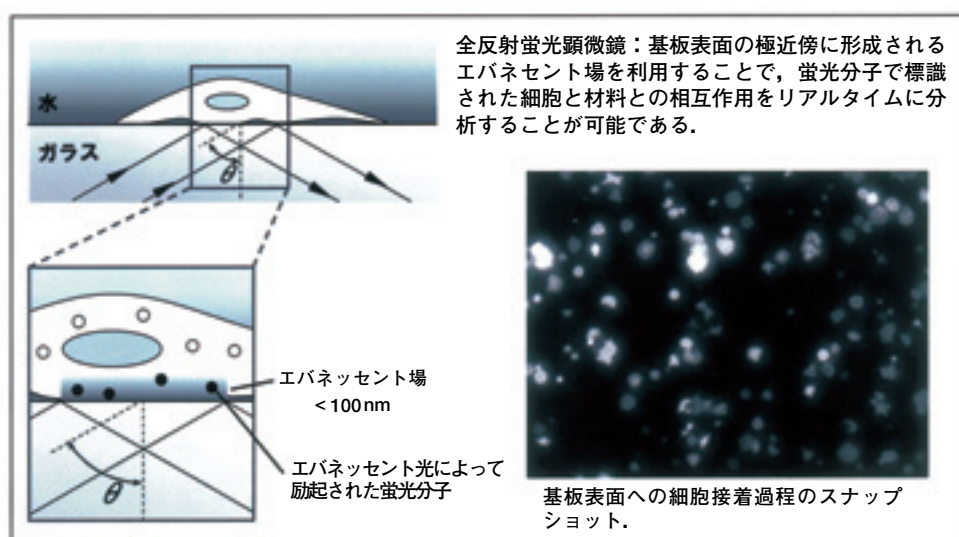 全反射蛍光顕微鏡：基板表面の極近傍に形成される
エバネセント場を利用することで，蛍光分子で標識
された細胞と材料との相互作用をリアルタイムに分
析することが可能である．
水
ガラス
θ
エバネッセント場
＜100nm
エバネッセント光によって
励起された蛍光分子
θ
基板表面への細胞接着過程のスナップ
ショット．